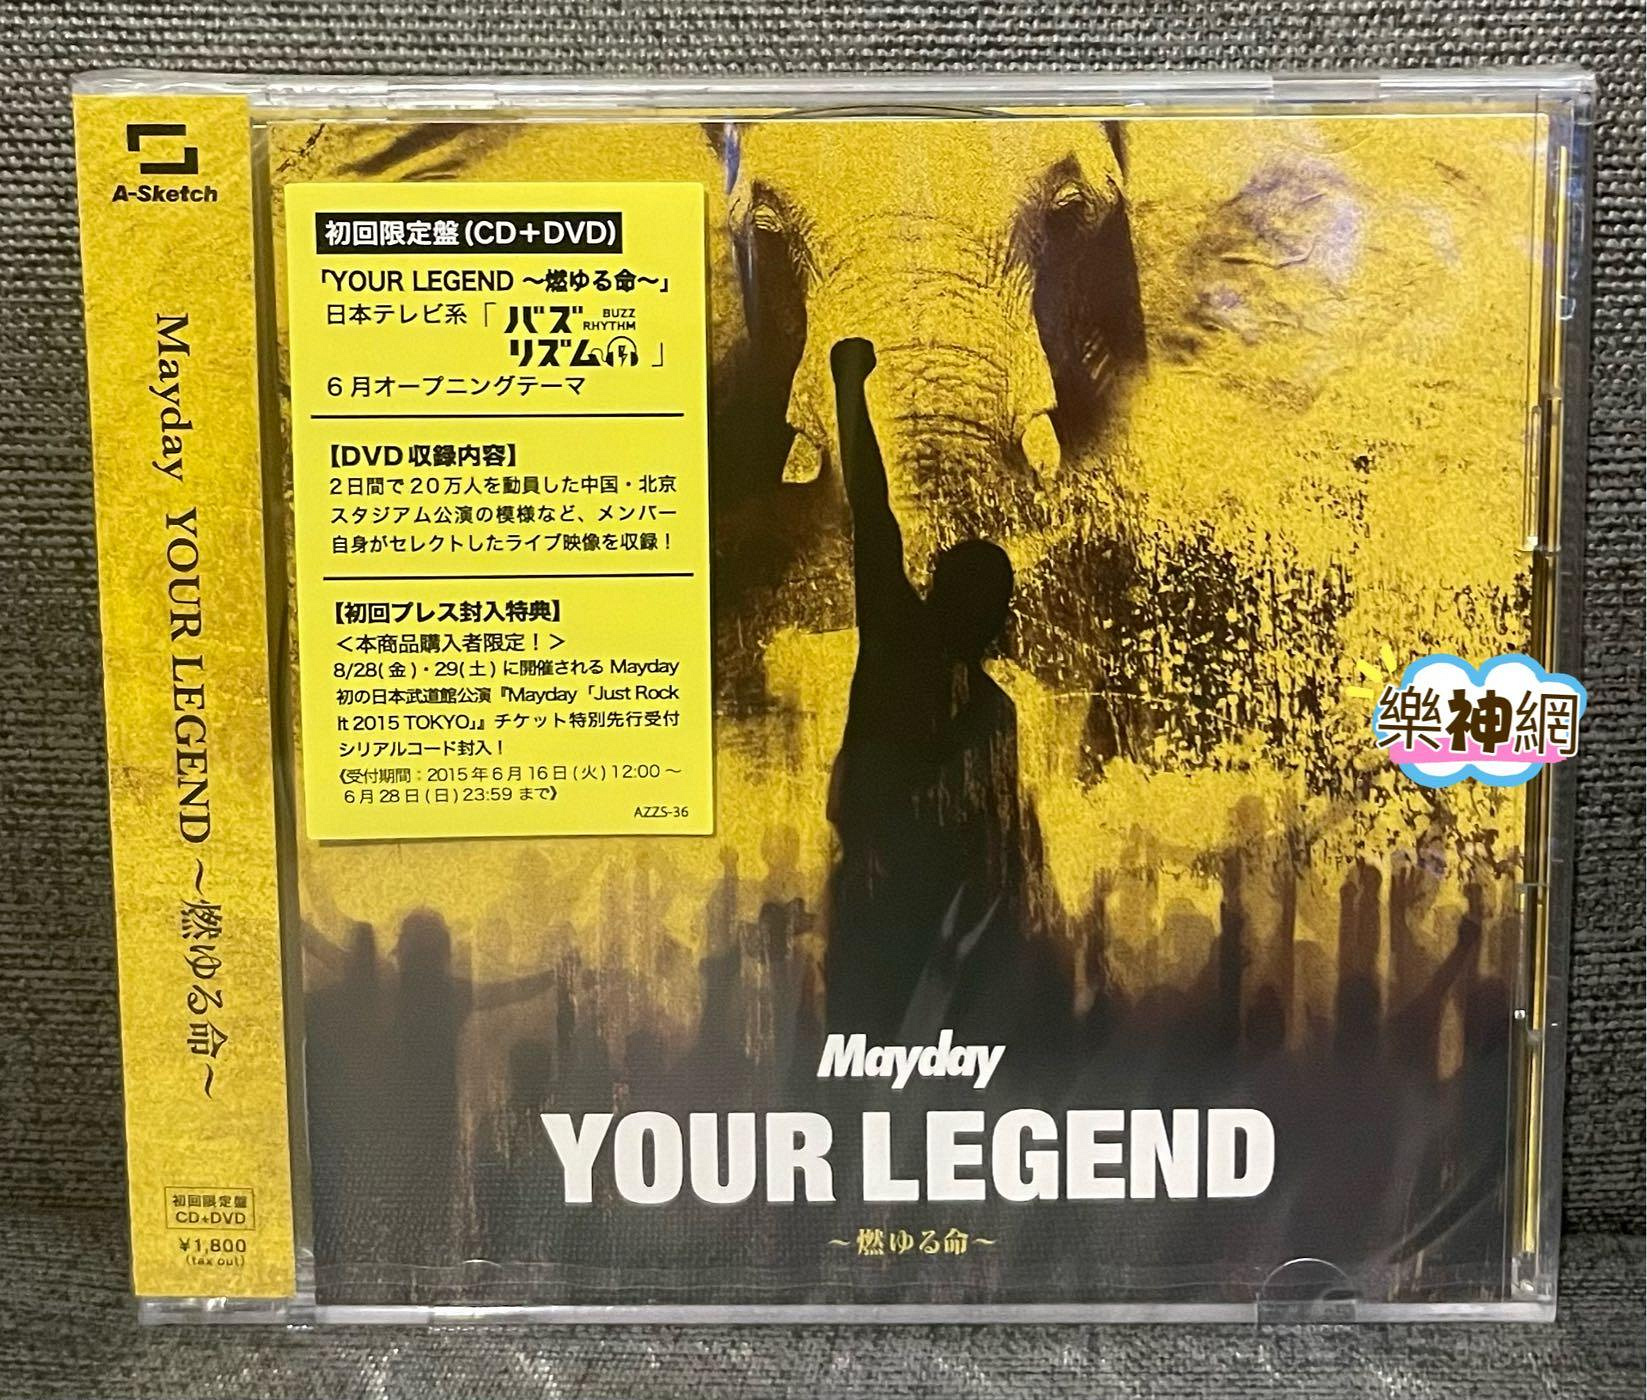 A-Sketch
Mayday YOUR LEGEND ～燃ゆる命～
初回限定盤
CD+DVD
¥1,800
(tax out)
初回限定盤(CD＋DVD)
「YOUR LEGEND ～燃ゆる命～」
日本テレビ系「バズリズム BUZZ RHYTHM」
6月オープニングテーマ
【DVD収録内容】
2日間で20万人を動員した中国・北京
スタジアム公演の模様など、メンバー
自身がセレクトしたライブ映像を収録！
【初回プレス封入特典】
＜本商品購入者限定！＞
8/28(金)・29(土)に開催される Mayday
初の日本武道館公演『Mayday「Just Rock
It 2015 TOKYO」』チケット特別先行受付
シリアルコード封入！
《受付期間：2015年6月16日(火)12:00～
6月28日(日)23:59まで》
AZZS-36
樂神網
Mayday
YOUR LEGEND
～燃ゆる命～